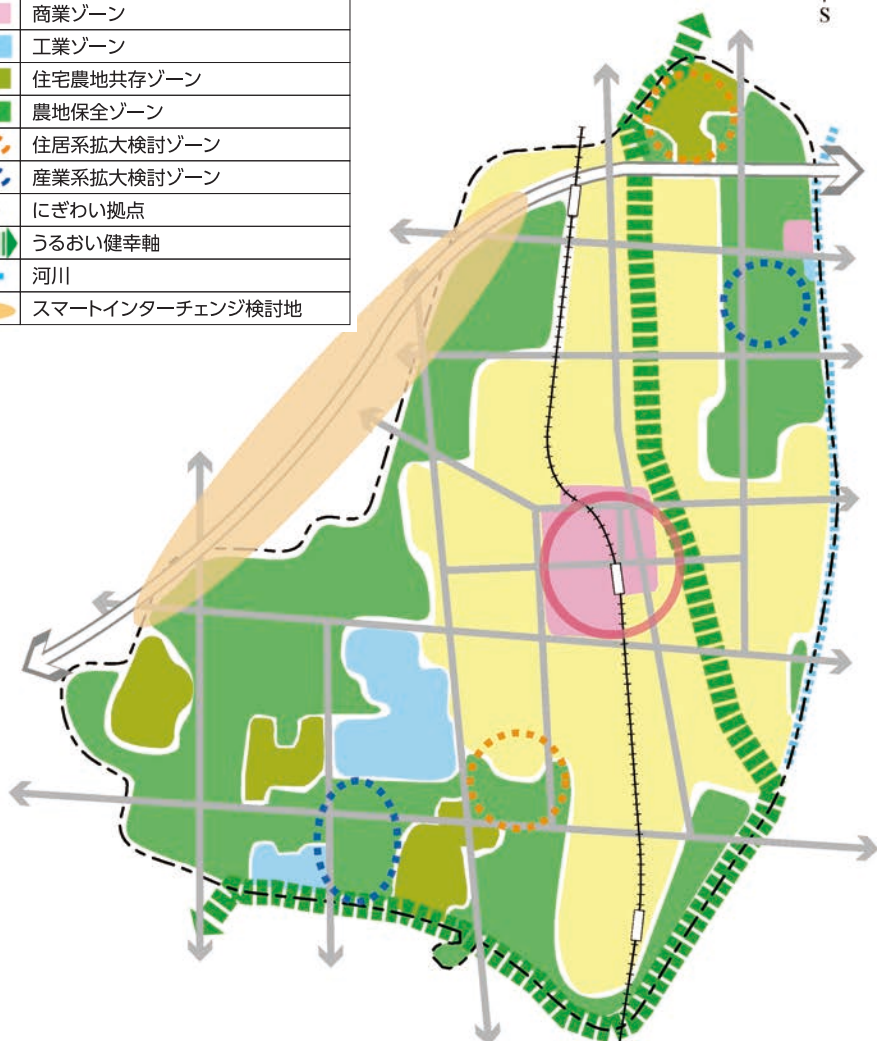 S
商業ゾーン
工業ゾーン
住宅農地共存ゾーン
農地保全ゾーン
住居系拡大検討ゾーン
産業系拡大検討ゾーン
にぎわい拠点
うるおい健幸軸
河川
スマートインターチェンジ検討地